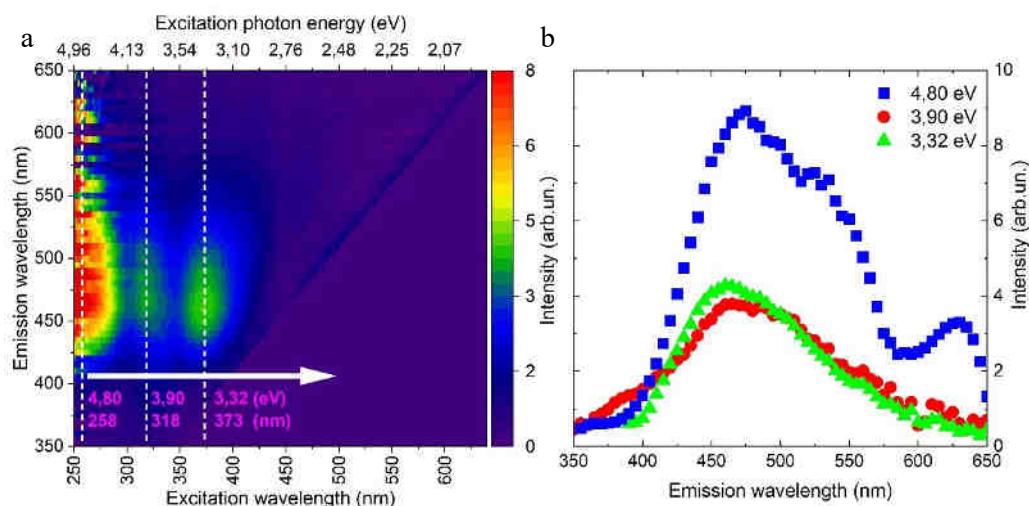 a
Excitation photon energy (eV)
4,96 4,13 3,54 3,10 2,76 2,48 2,25 2,07
650
600
550
500
450
400
350
Emission wavelength (nm)
4,80 3,90 3,32 (eV)
258 318 373 (nm)
250 300 350 400 450 500 550 600
Excitation wavelength (nm)
8
6
5
3
2
0
Intensity (arb.un.)
b
4,80 eV
3,90 eV
3,32 eV
10
8
6
4
2
0
Intensity (arb.un.)
350 400 450 500 550 600 650
Emission wavelength (nm)